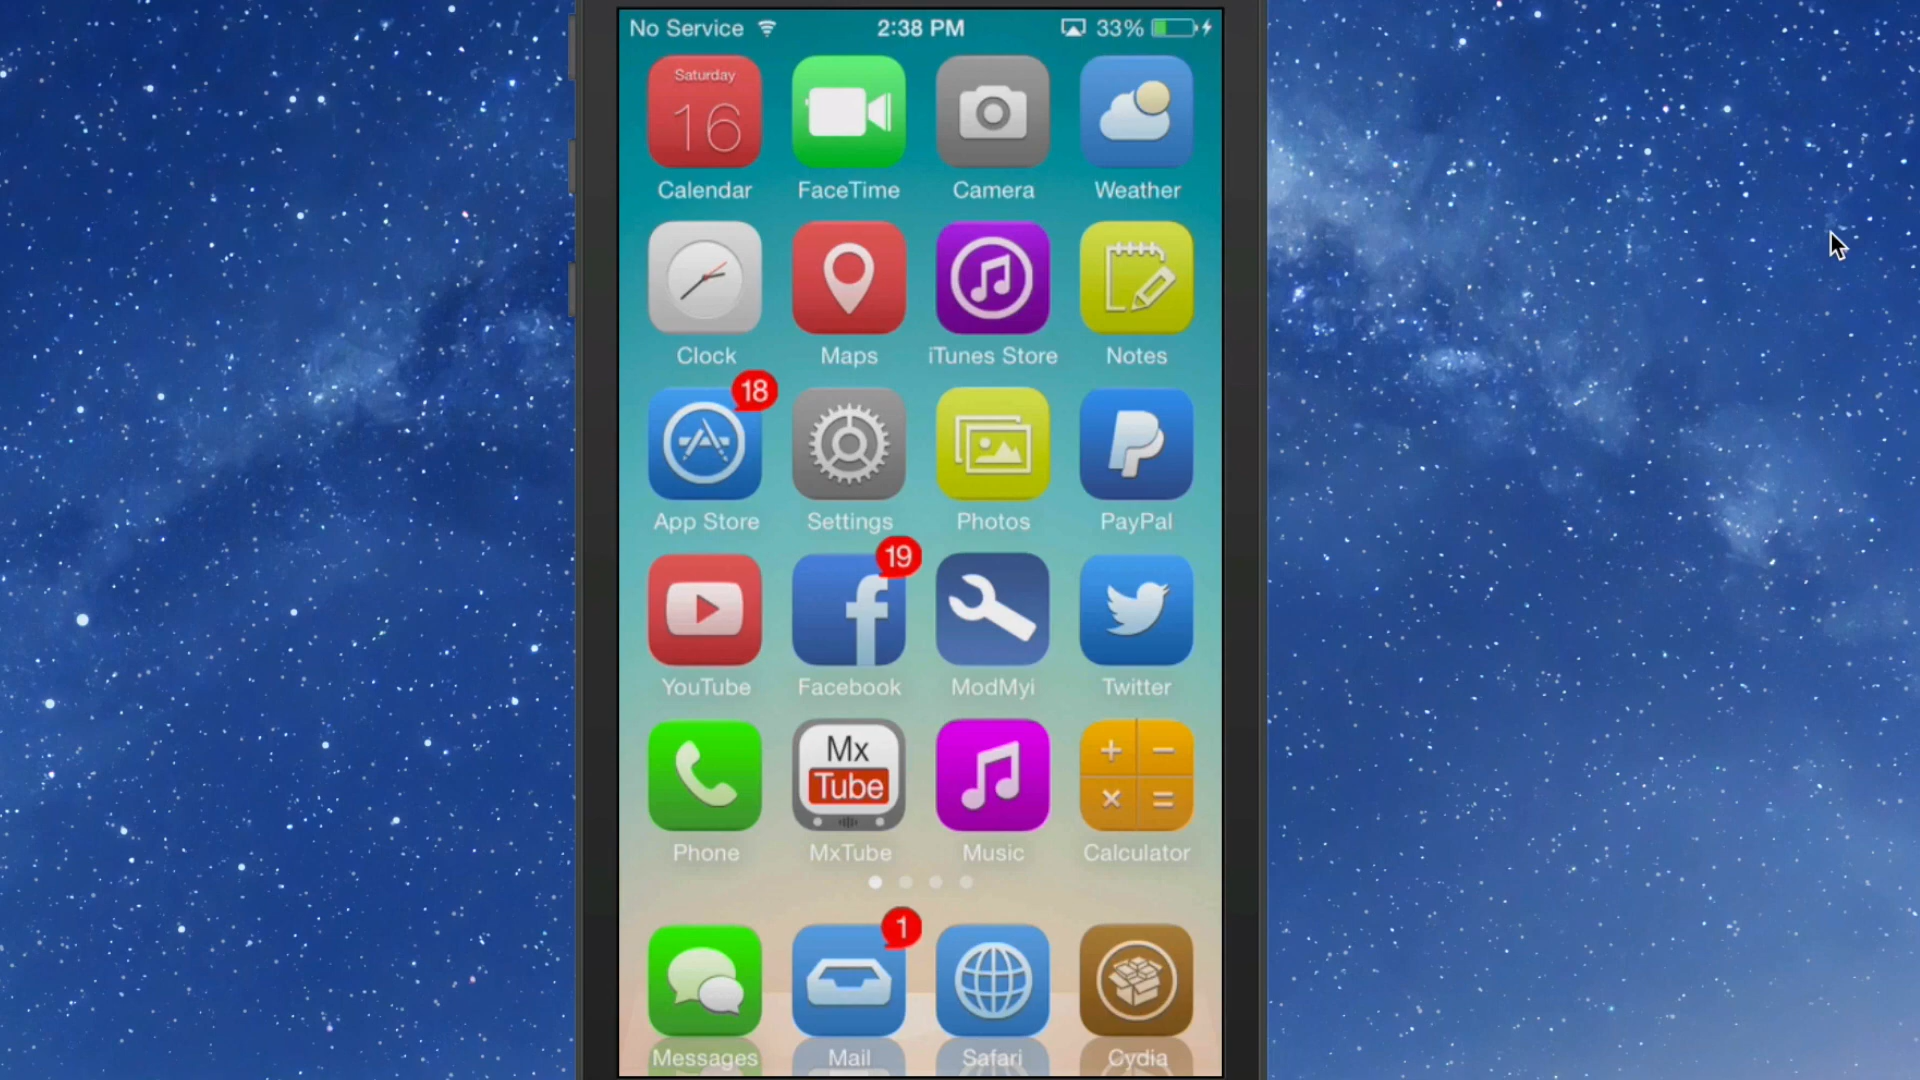 No Service 2:38 PM 33%
Saturday
16
Calendar FaceTime Camera Weather
Clock Maps iTunes Store Notes
18
App Store Settings Photos PayPal
19
YouTube Facebook ModMyi Twitter
Mx
Tube
Phone MxTube Music Calculator
1
Messages Mail Safari Cydia